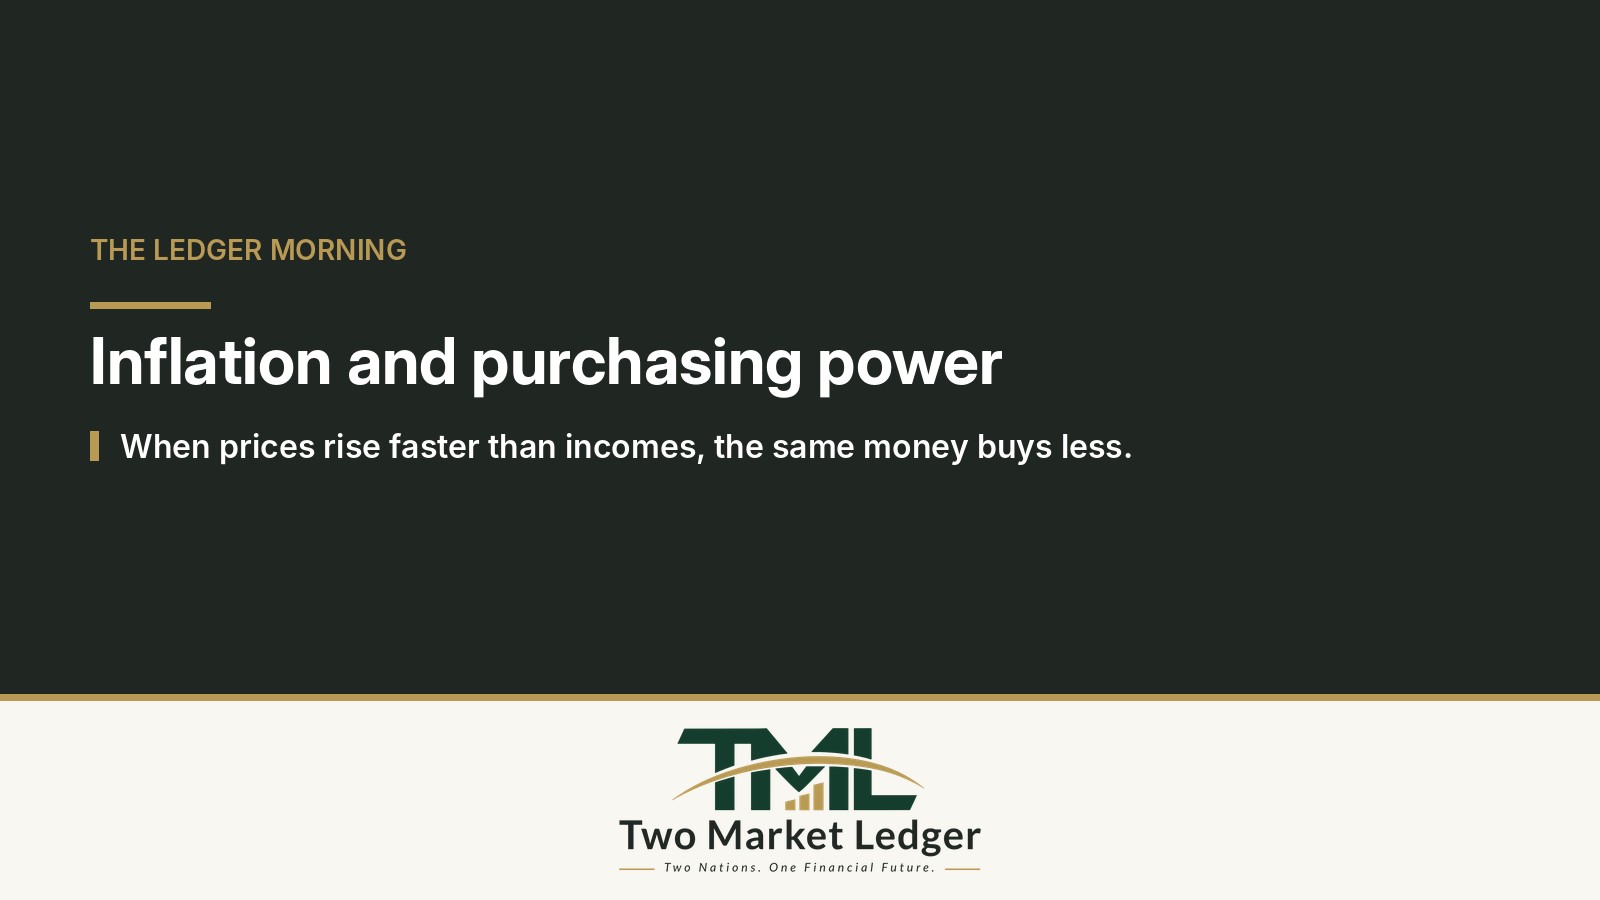 THE LEDGER MORNING
Inflation and purchasing power
When prices rise faster than incomes, the same money buys less.
TML
Two Market Ledger
Two Nations. One Financial Future.